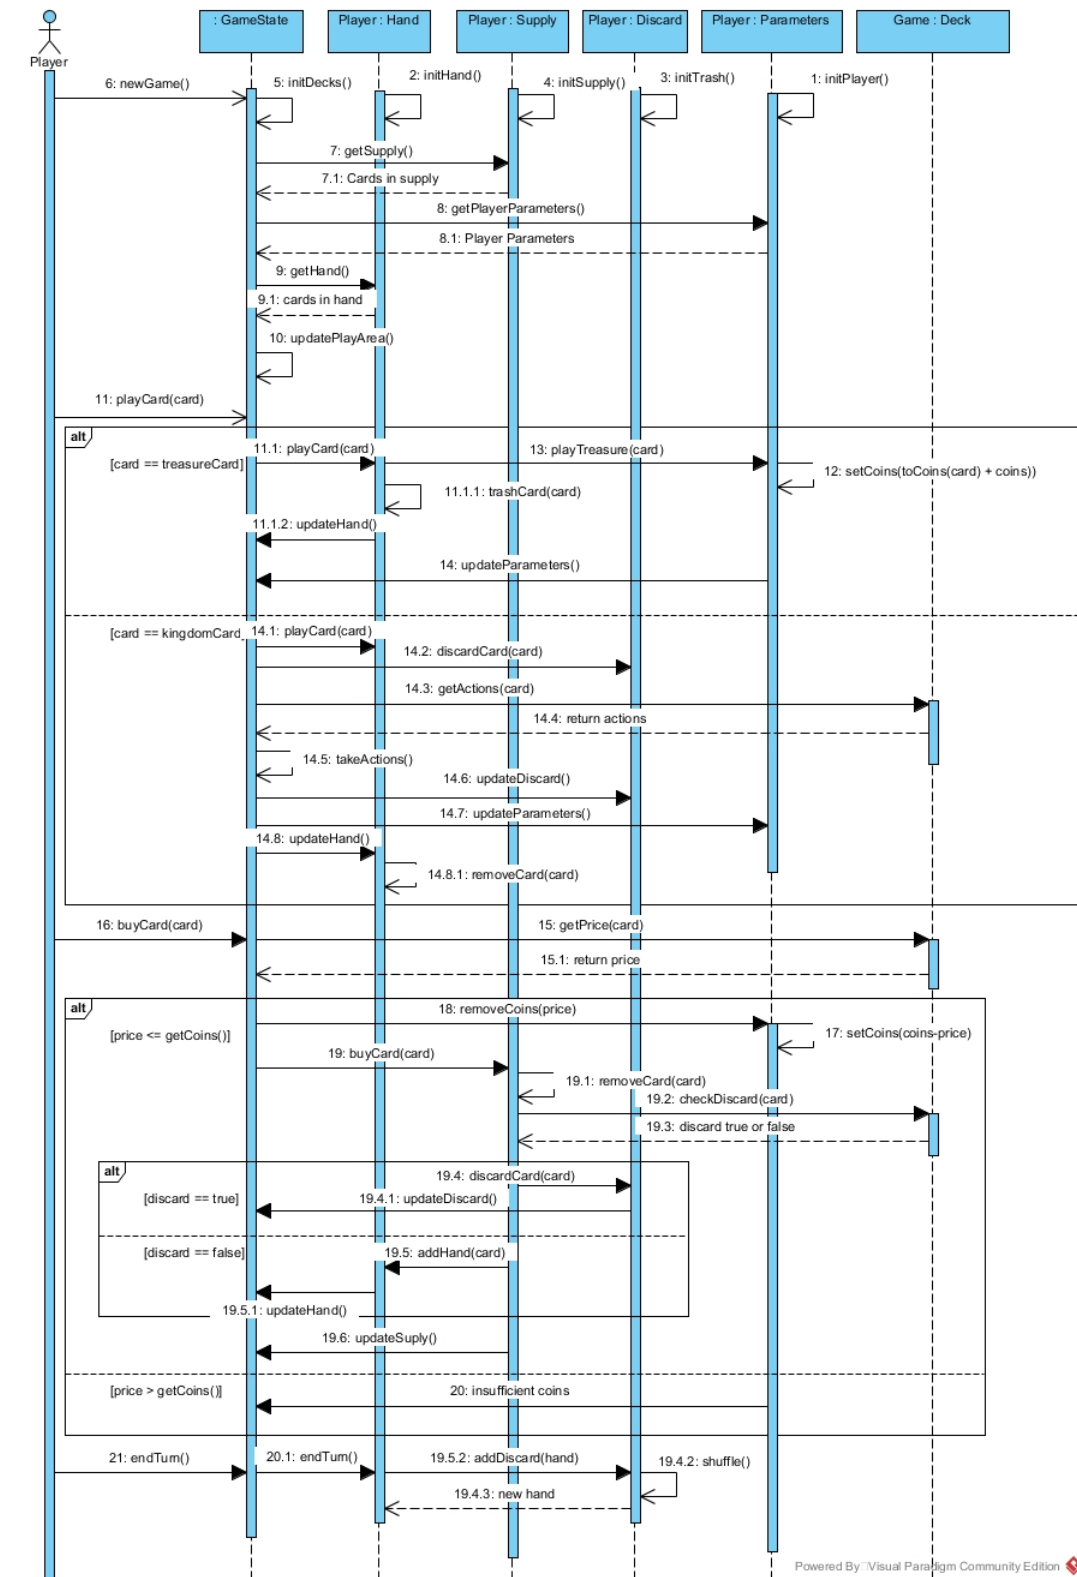 : GameState
Player : Hand
Player : Supply
Player : Discard
Player : Parameters
Game : Deck
Player
6: newGame()
5: initDecks()
2: initHand()
4: initSupply()
3: initTrash()
1: initPlayer()
7: getSupply()
7.1: Cards in supply
8: getPlayerParameters()
8.1: Player Parameters
9: getHand()
9.1: cards in hand
10: updatePlayArea()
11: playCard(card)
alt
[card == treasureCard]
11.1: playCard(card)
13: playTreasure(card)
12: setCoins(toCoins(card) + coins))
11.1.1: trashCard(card)
11.1.2: updateHand()
14: updateParameters()
[card == kingdomCard
14.1: playCard(card)
14.2: discardCard(card)
14.3: getActions(card)
14.4: return actions
14.5: takeActions()
14.6: updateDiscard()
14.7: updateParameters()
14.8: updateHand()
14.8.1: removeCard(card)
16: buyCard(card)
15: getPrice(card)
15.1: return price
alt
[price <= getCoins()]
18: removeCoins(price)
17: setCoins(coins-price)
19: buyCard(card)
19.1: removeCard(card)
19.2: checkDiscard(card)
19.3: discard true or false
alt
[discard == true]
19.4: discardCard(card)
19.4.1: updateDiscard()
[discard == false]
19.5: addHand(card)
19.5.1: updateHand()
19.6: updateSuply()
[price > getCoins()]
20: insufficient coins
21: endTurn()
20.1: endTurn()
19.5.2: addDiscard(hand)
19.4.2: shuffle()
19.4.3: new hand
Powered By Visual Paradigm Community Edition